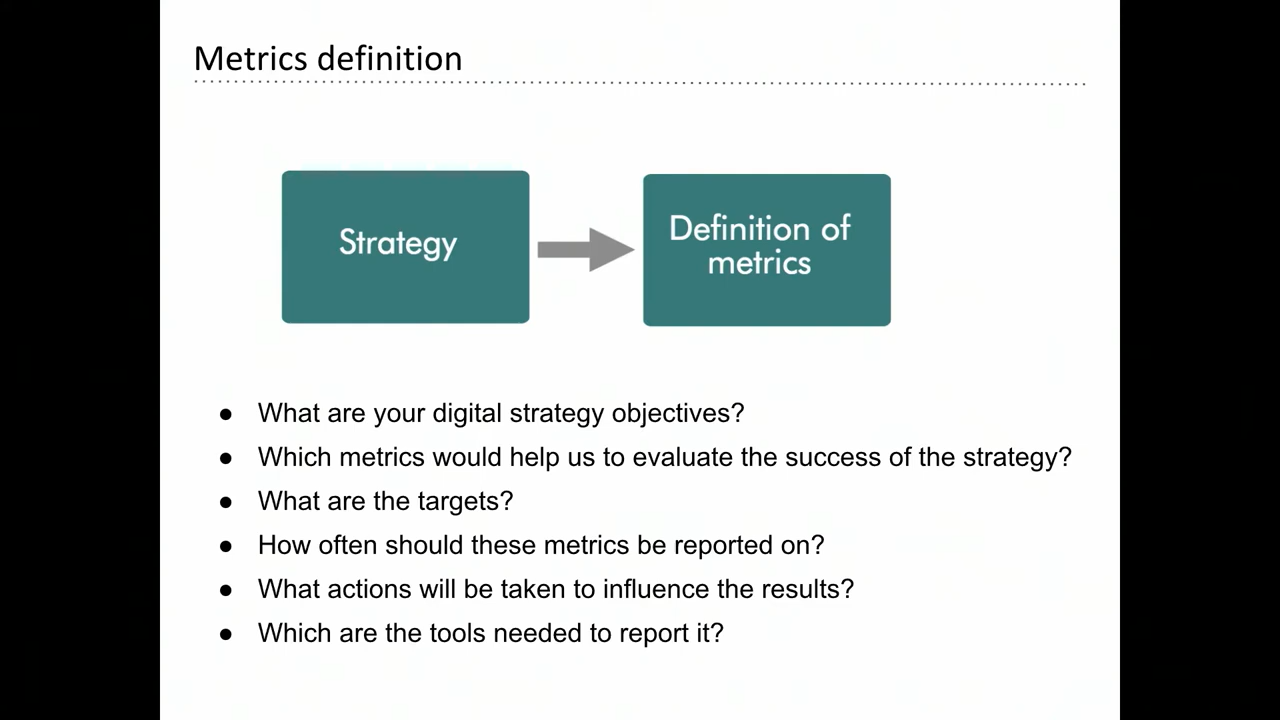 Metrics definition
Strategy
Definition of
metrics
● What are your digital strategy objectives?
● Which metrics would help us to evaluate the success of the strategy?
● What are the targets?
● How often should these metrics be reported on?
● What actions will be taken to influence the results?
● Which are the tools needed to report it?